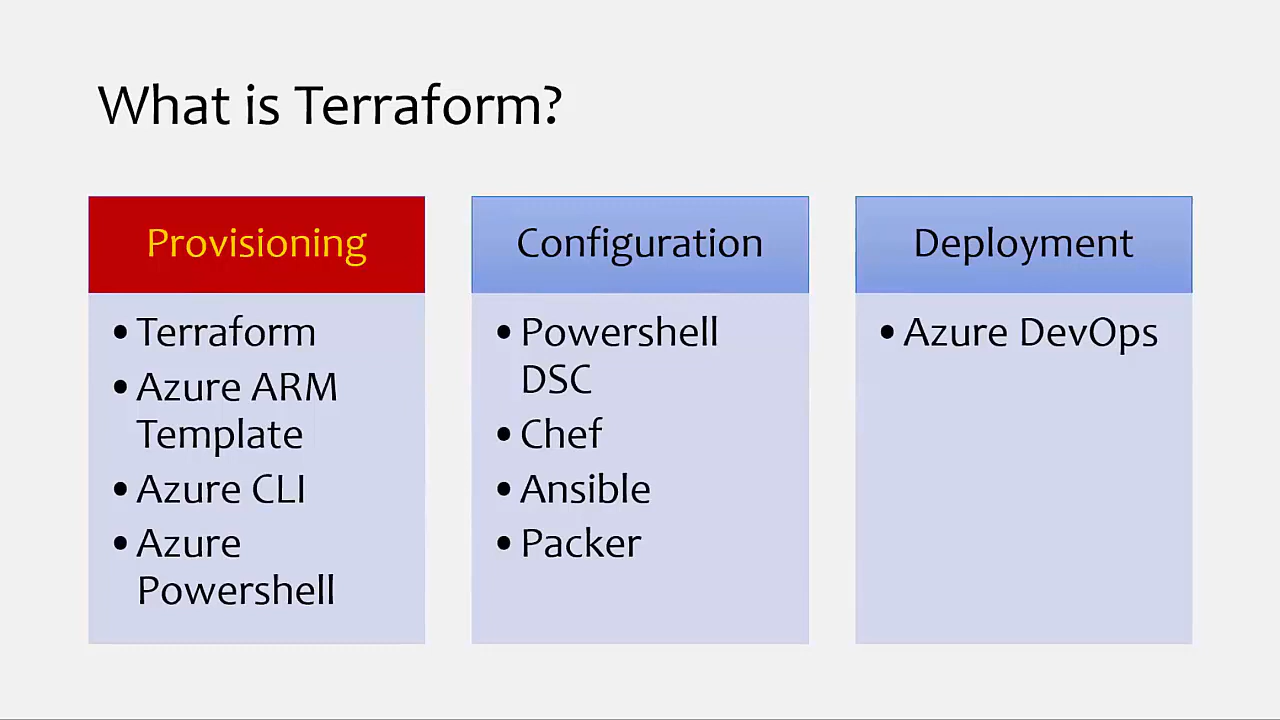 What is Terraform?
Provisioning
• Terraform
• Azure ARM
Template
• Azure CLI
• Azure
Powershell
Configuration
• Powershell
DSC
• Chef
• Ansible
• Packer
Deployment
• Azure DevOps